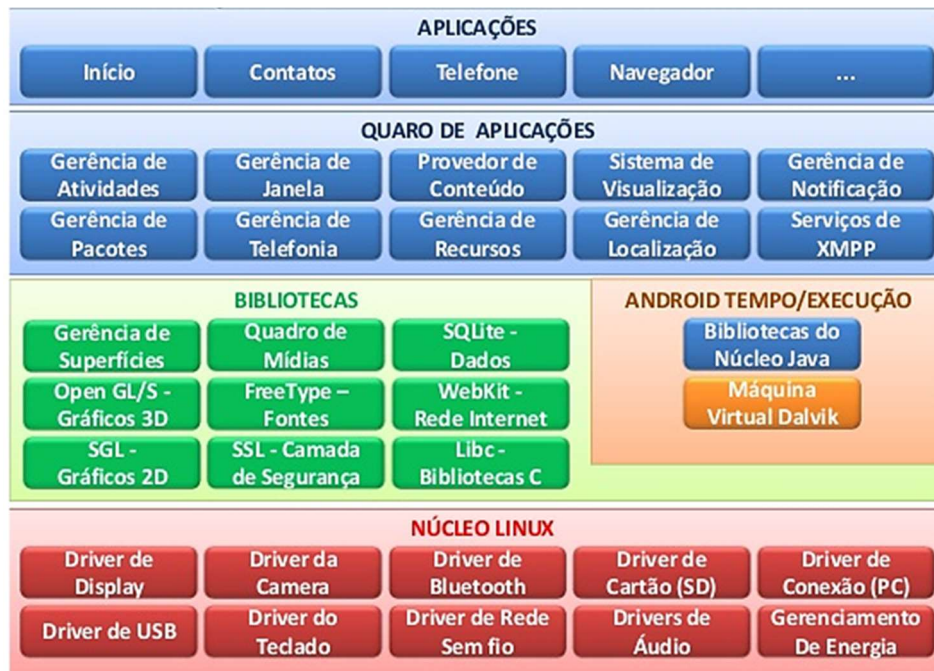 APLICAÇÕES
Início
Contatos
Telefone
Navegador
...
QUARO DE APLICAÇÕES
Gerência de
Atividades
Gerência de
Janela
Provedor de
Conteúdo
Sistema de
Visualização
Gerência de
Notificação
Gerência de
Pacotes
Gerência de
Telefonia
Gerência de
Recursos
Gerência de
Localização
Serviços de
XMPP
BIBLIOTECAS
Gerência de
Superfícies
Quadro de
Mídias
SQLite -
Dados
Open GL/S -
Gráficos 3D
FreeType –
Fontes
WebKit -
Rede Internet
SGL -
Gráficos 2D
SSL - Camada
de Segurança
Libc -
Bibliotecas C
ANDROID TEMPO/EXECUÇÃO
Bibliotecas do
Núcleo Java
Máquina
Virtual Dalvik
NÚCLEO LINUX
Driver de
Display
Driver da
Camera
Driver de
Bluetooth
Driver de
Cartão (SD)
Driver de
Conexão (PC)
Driver de USB
Driver do
Teclado
Driver de Rede
Sem fio
Drivers de
Áudio
Gerenciamento
De Energia